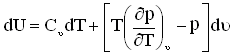 dU = C_υ dT + [T(∂p/∂T)_υ − p] dυ